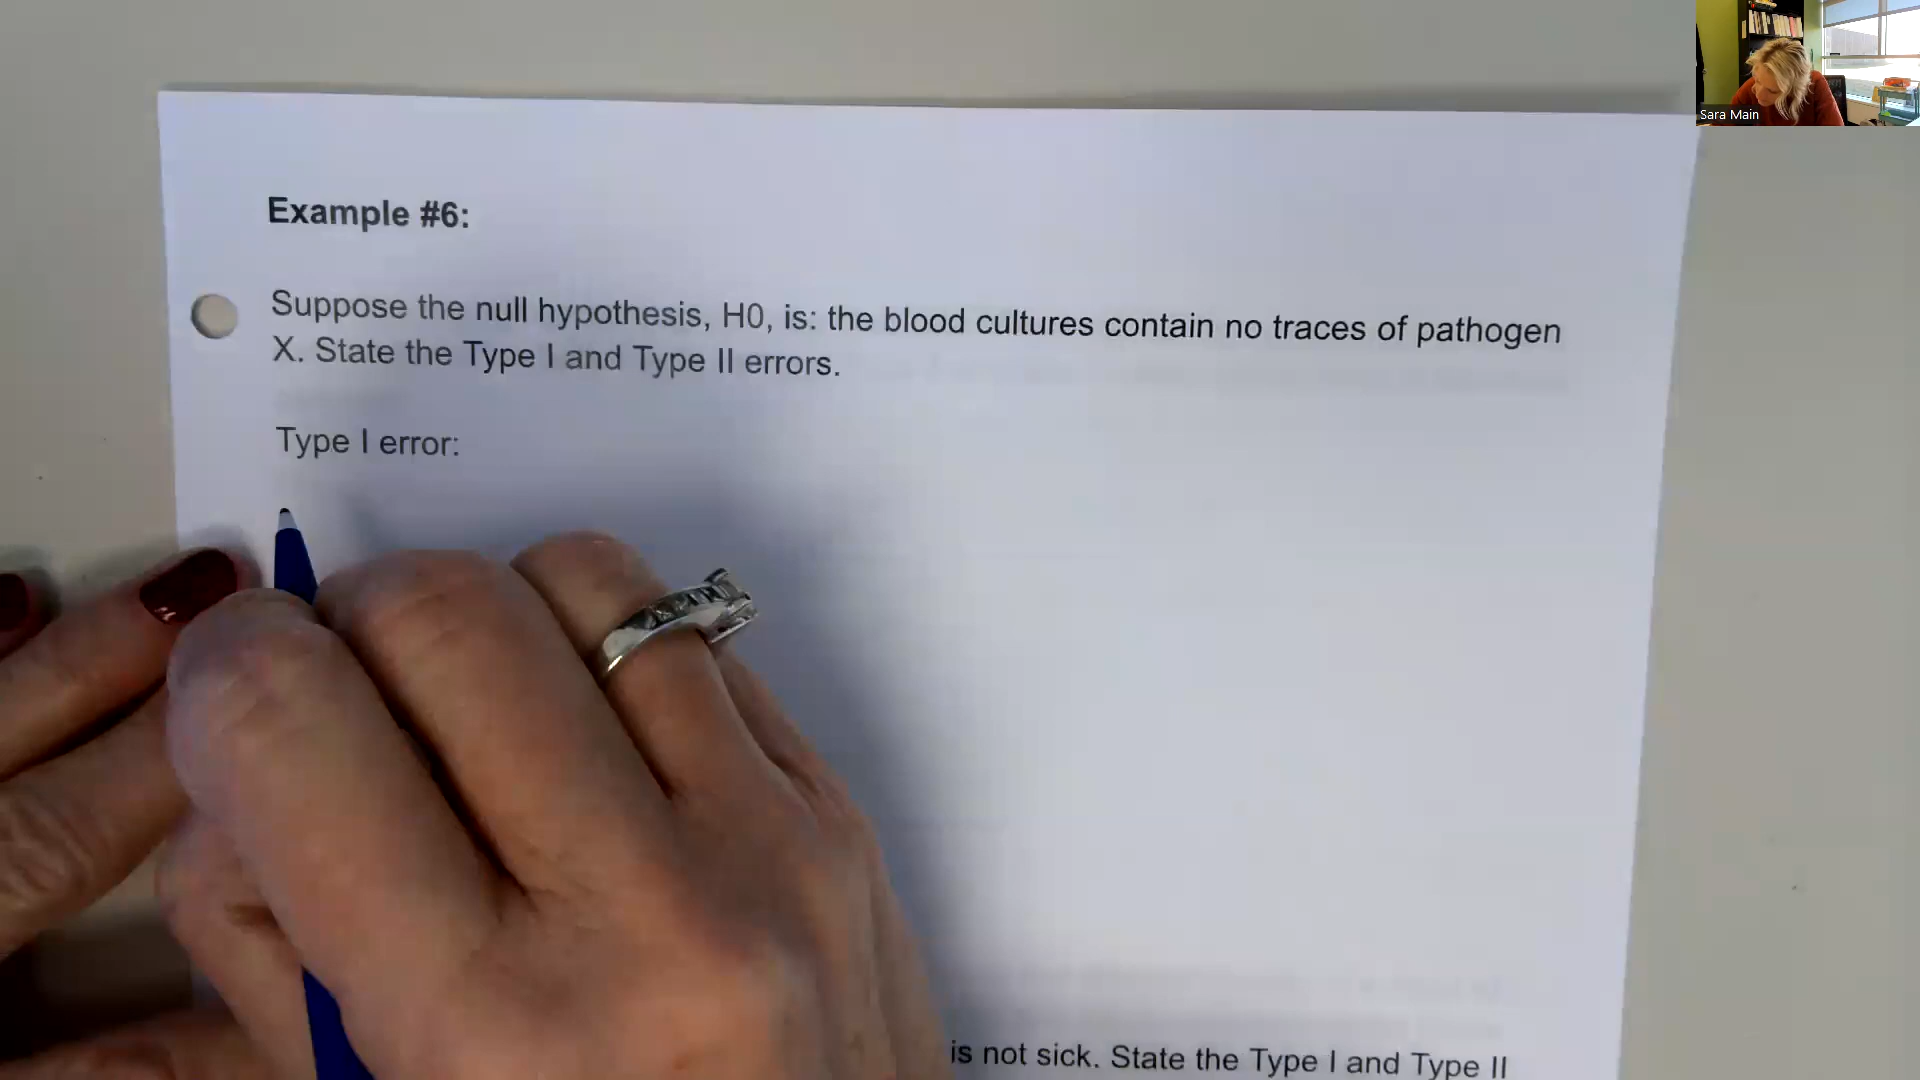 Sara Main
Example #6:
Suppose the null hypothesis, H0, is: the blood cultures contain no traces of pathogen
X. State the Type I and Type II errors.
Type I error:
is not sick. State the Type I and Type II